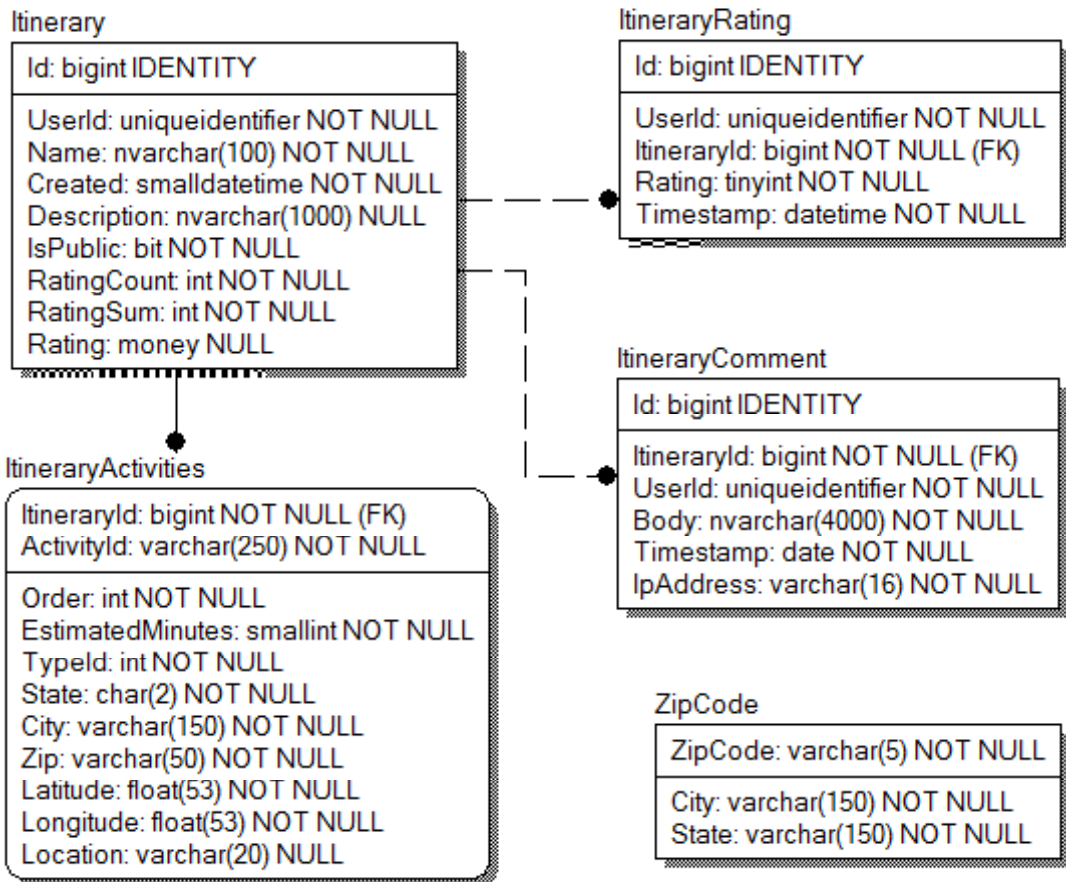 Itinerary
Id: bigint IDENTITY
UserId: uniqueidentifier NOT NULL
Name: nvarchar(100) NOT NULL
Created: smalldatetime NOT NULL
Description: nvarchar(1000) NULL
IsPublic: bit NOT NULL
RatingCount: int NOT NULL
RatingSum: int NOT NULL
Rating: money NULL
ItineraryRating
Id: bigint IDENTITY
UserId: uniqueidentifier NOT NULL
ItineraryId: bigint NOT NULL (FK)
Rating: tinyint NOT NULL
Timestamp: datetime NOT NULL
ItineraryComment
Id: bigint IDENTITY
ItineraryId: bigint NOT NULL (FK)
UserId: uniqueidentifier NOT NULL
Body: nvarchar(4000) NOT NULL
Timestamp: date NOT NULL
IpAddress: varchar(16) NOT NULL
ItineraryActivities
ItineraryId: bigint NOT NULL (FK)
ActivityId: varchar(250) NOT NULL
Order: int NOT NULL
EstimatedMinutes: smallint NOT NULL
TypeId: int NOT NULL
State: char(2) NOT NULL
City: varchar(150) NOT NULL
Zip: varchar(50) NOT NULL
Latitude: float(53) NOT NULL
Longitude: float(53) NOT NULL
Location: varchar(20) NULL
ZipCode
ZipCode: varchar(5) NOT NULL
City: varchar(150) NOT NULL
State: varchar(150) NOT NULL